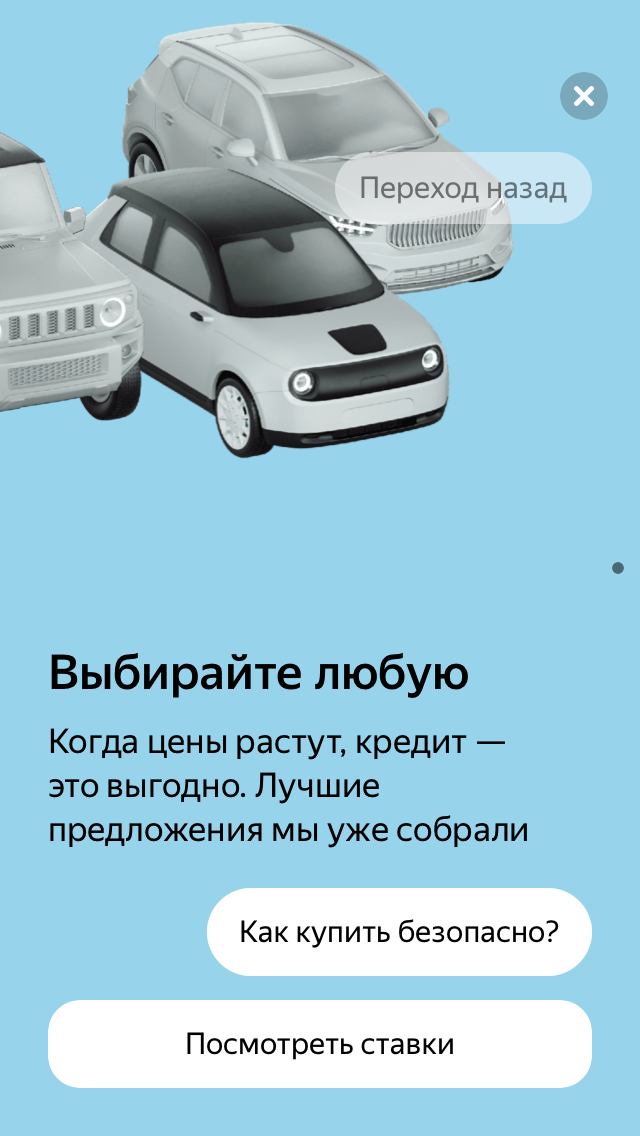 Переход назад
Выбирайте любую
Когда цены растут, кредит —
это выгодно. Лучшие
предложения мы уже собрали
Как купить безопасно?
Посмотреть ставки